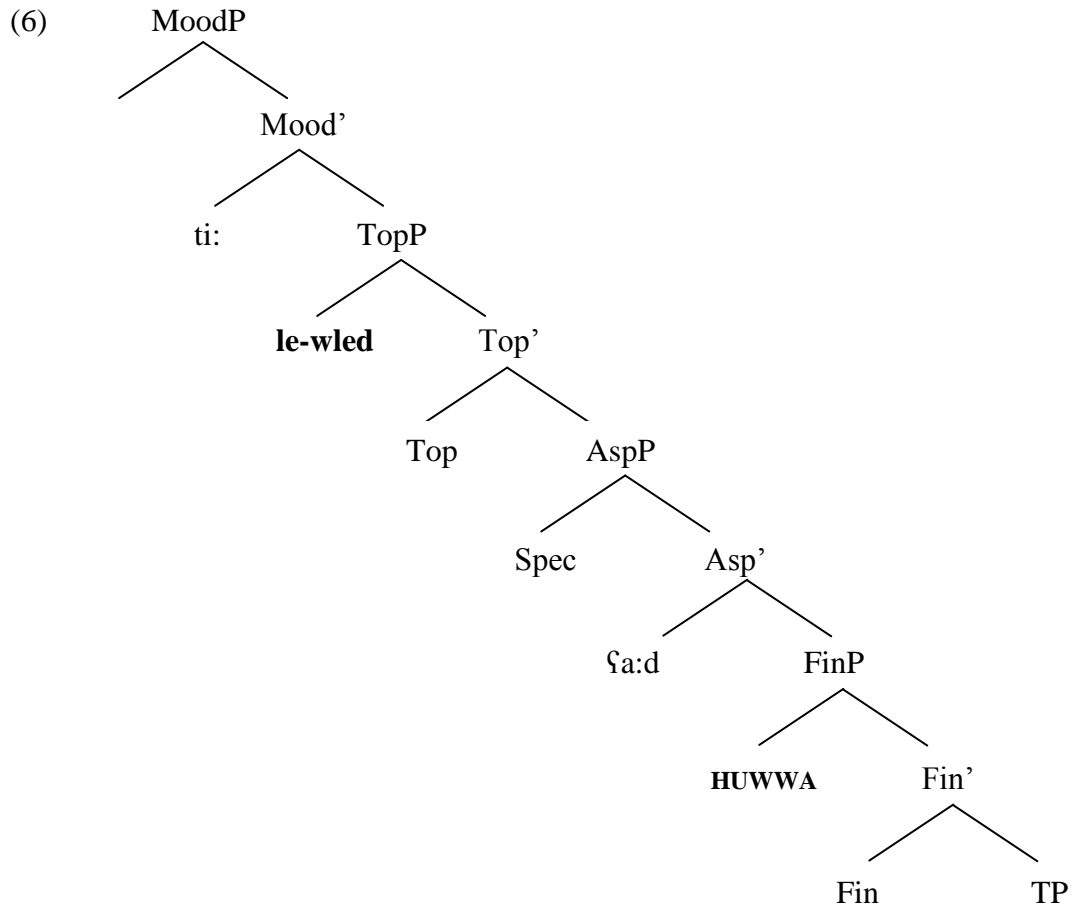 (6) MoodP
Mood’
ti: TopP
le-wled Top’
Top AspP
Spec Asp’
ʕa:d FinP
HUWWA Fin’
Fin TP